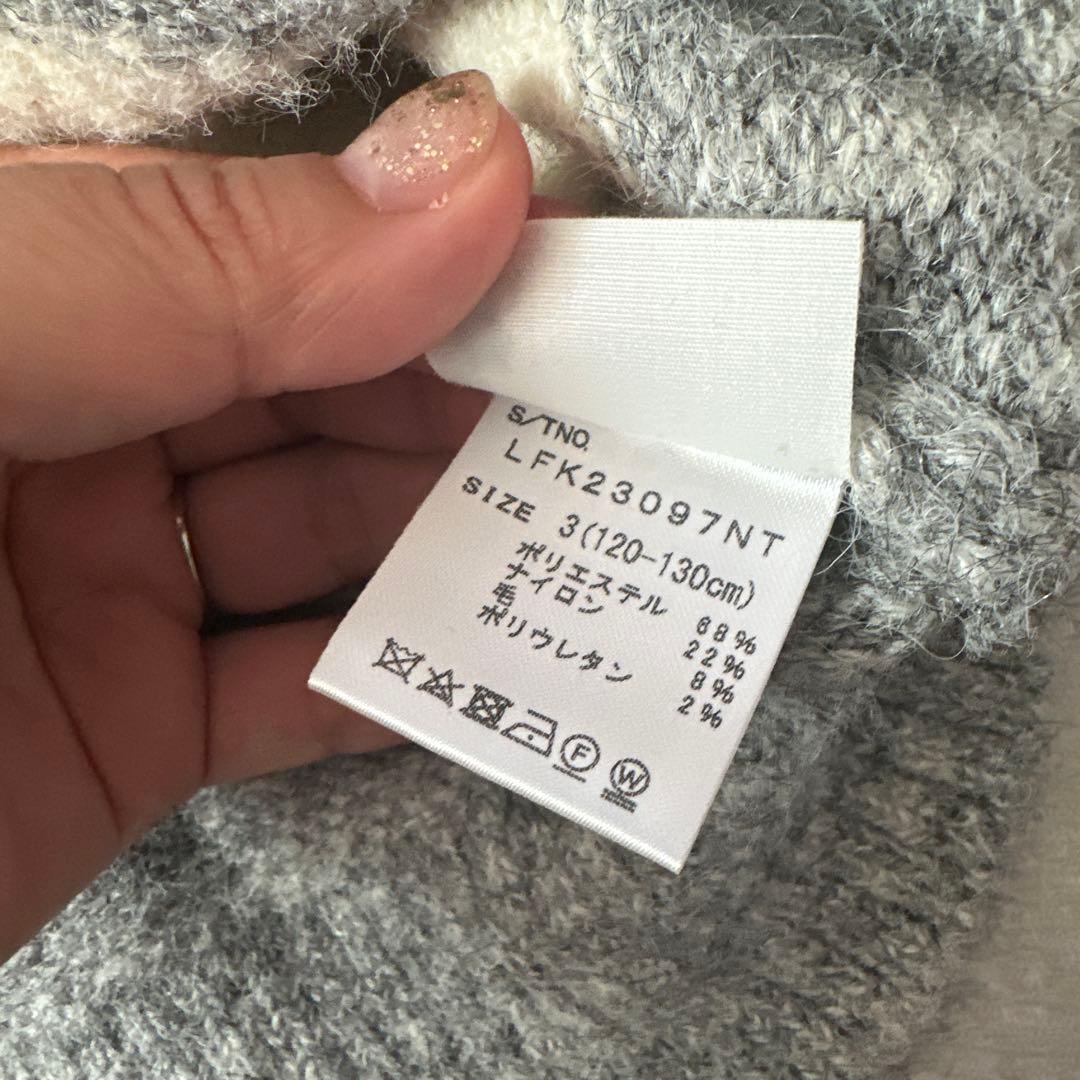 S/TNO.
LFK23097NT
SIZE 3(120-130cm)
ポリエステル 68%
ナイロン 22%
毛 8%
ポリウレタン 2%
F W